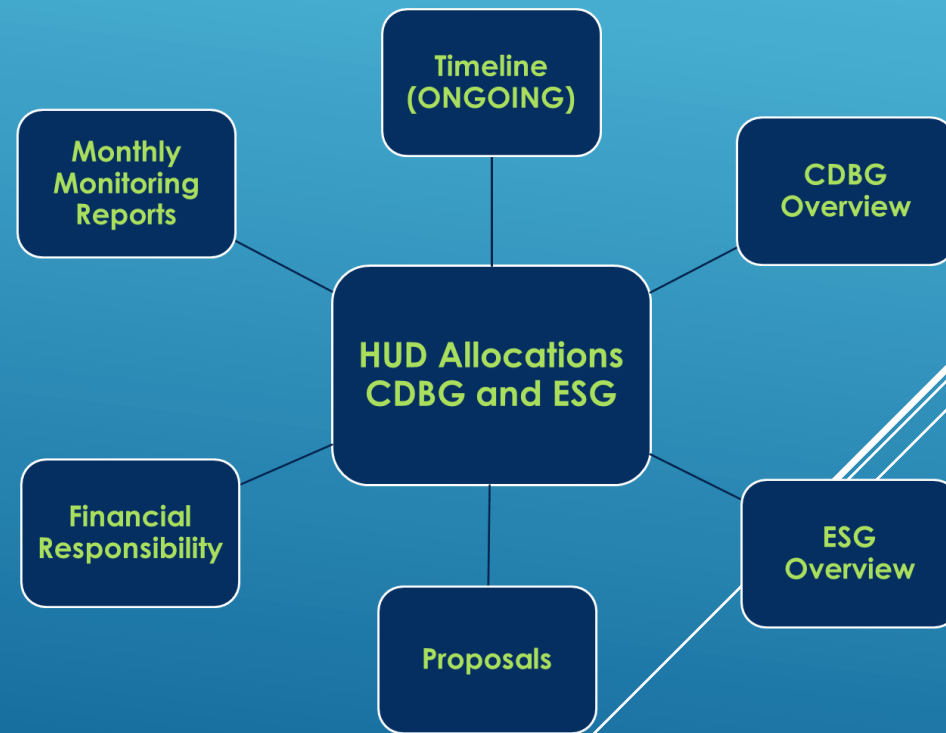 Timeline
(ONGOING)
Monthly
Monitoring
Reports
CDBG
Overview
HUD Allocations
CDBG and ESG
Financial
Responsibility
ESG
Overview
Proposals